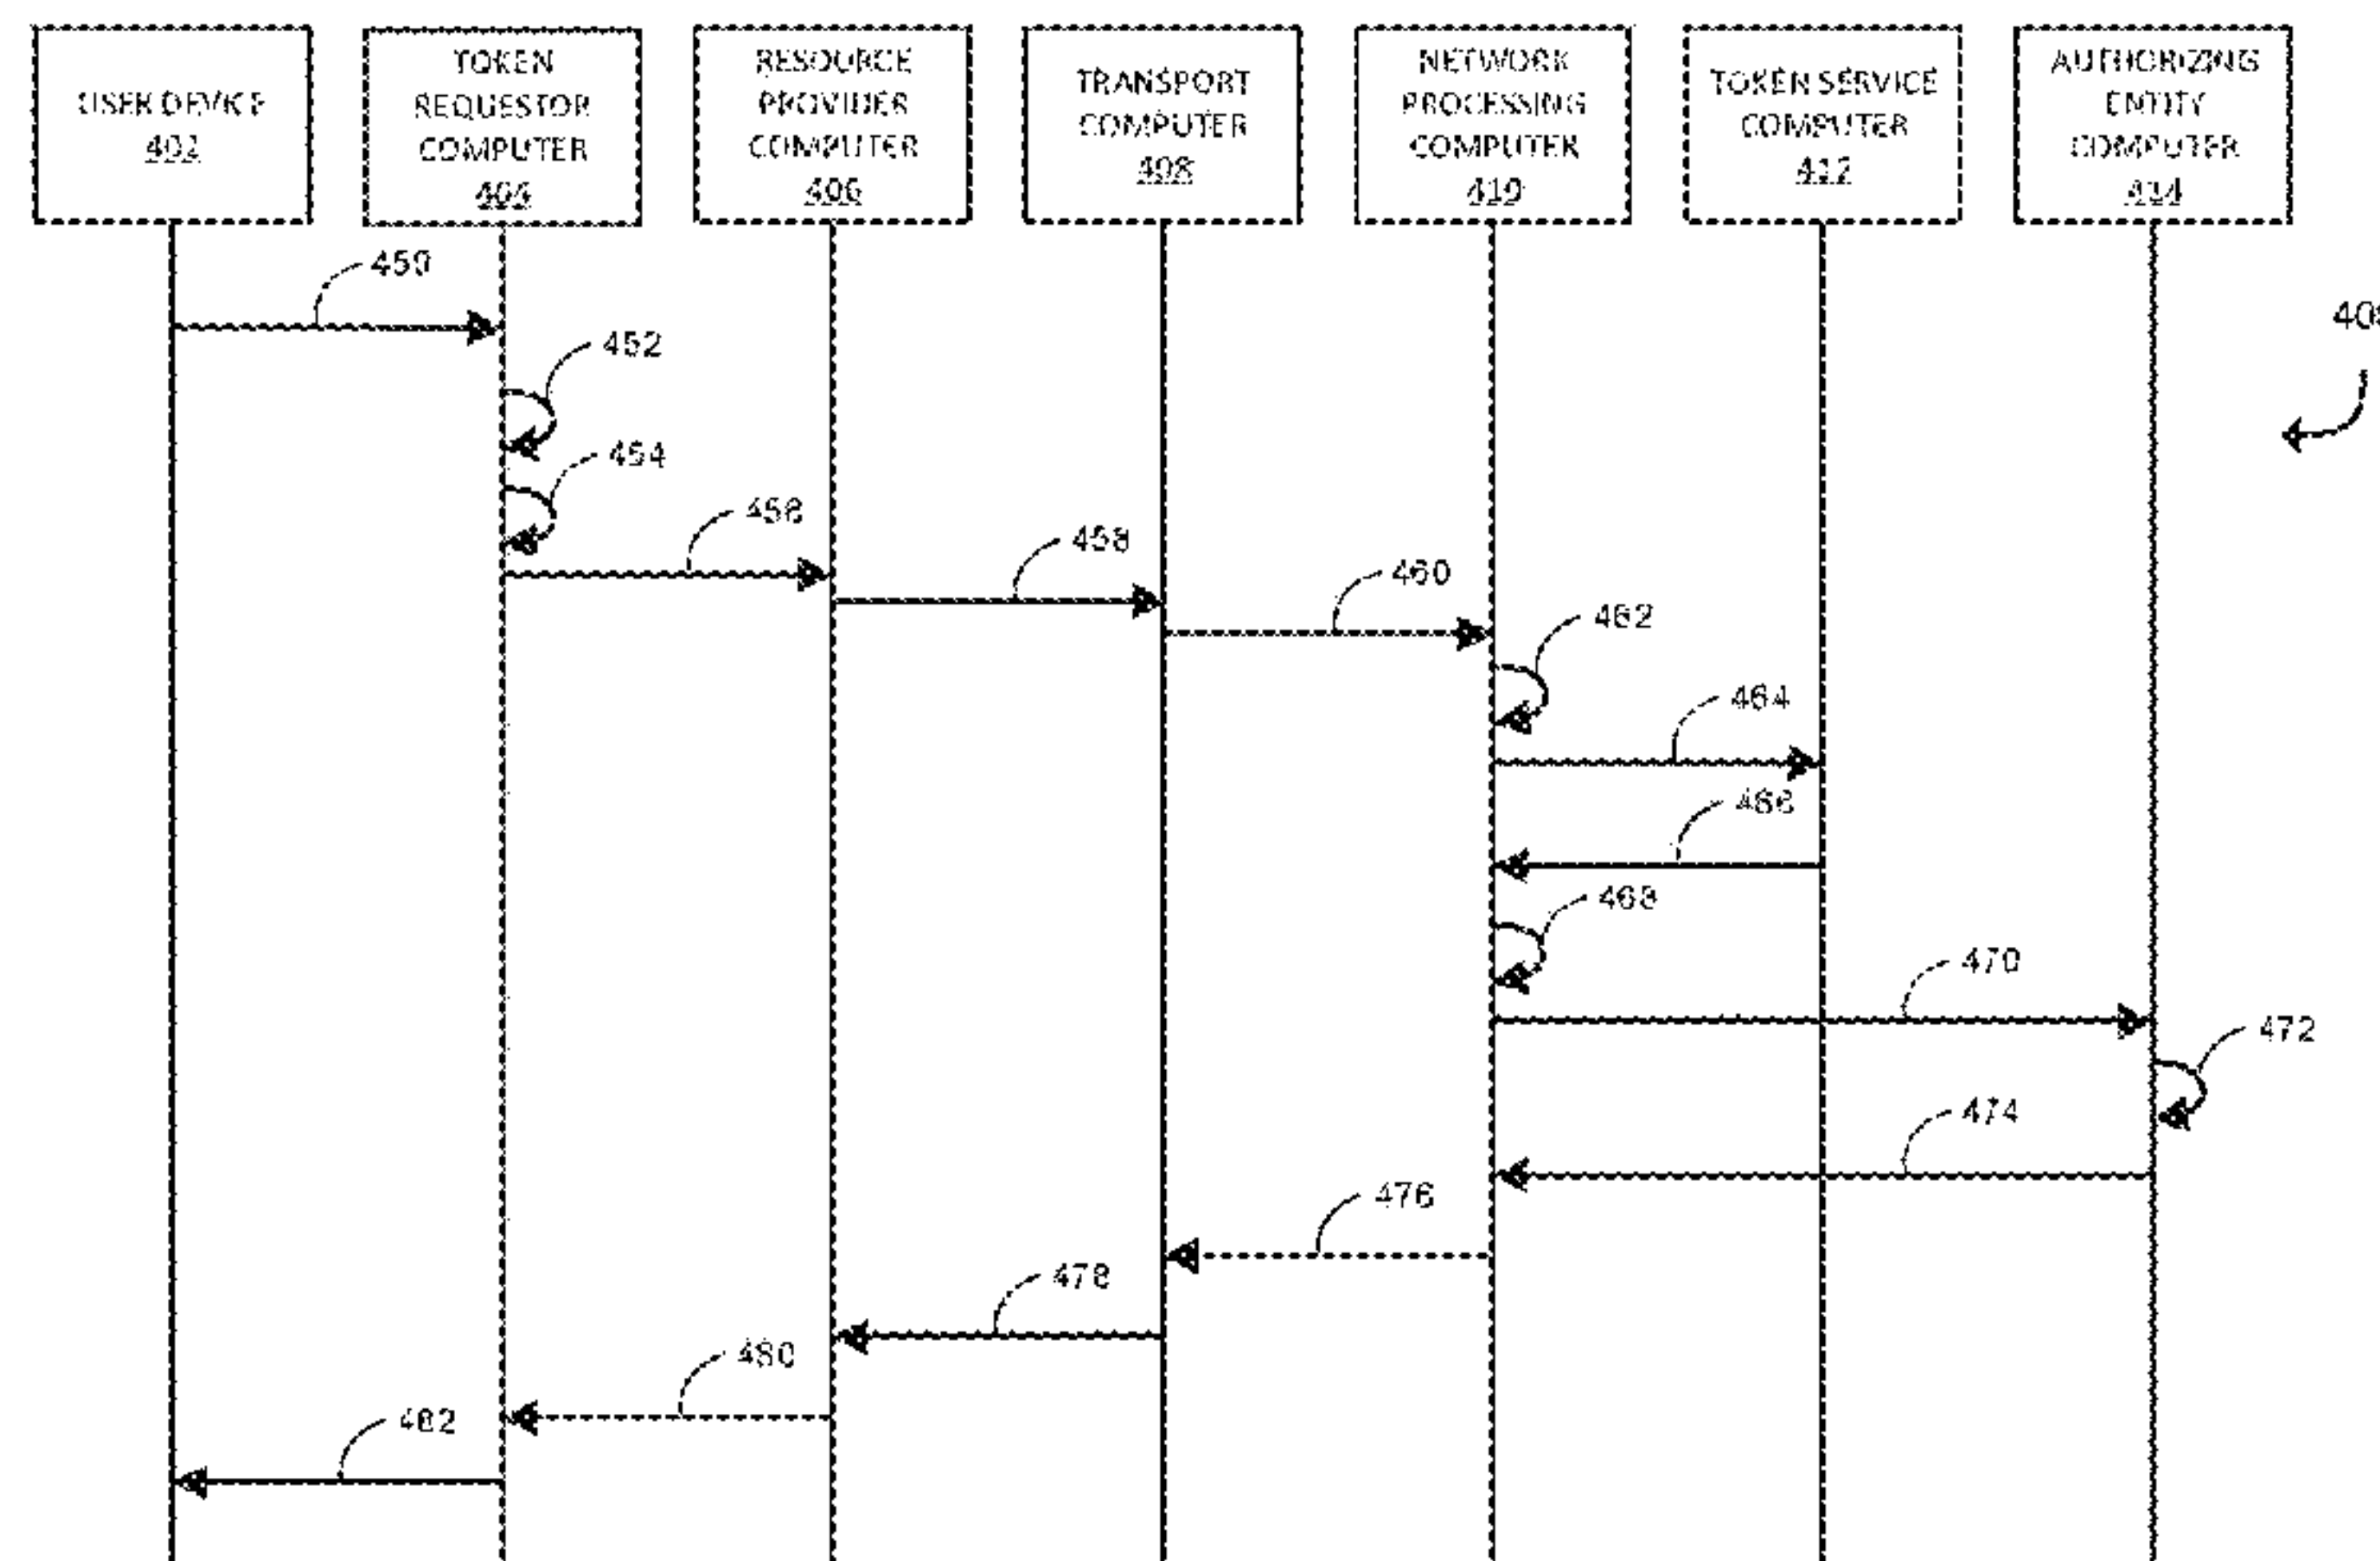 USER DEVICE
402
TOKEN
REQUESTOR
COMPUTER
404
RESOURCE
PROVIDER
COMPUTER
406
TRANSPORT
COMPUTER
408
NETWORK
PROCESSING
COMPUTER
410
TOKEN SERVICE
COMPUTER
412
AUTHORIZING
ENTITY
COMPUTER
414
450
452
454
456
458
460
462
464
466
468
470
472
474
476
478
480
482